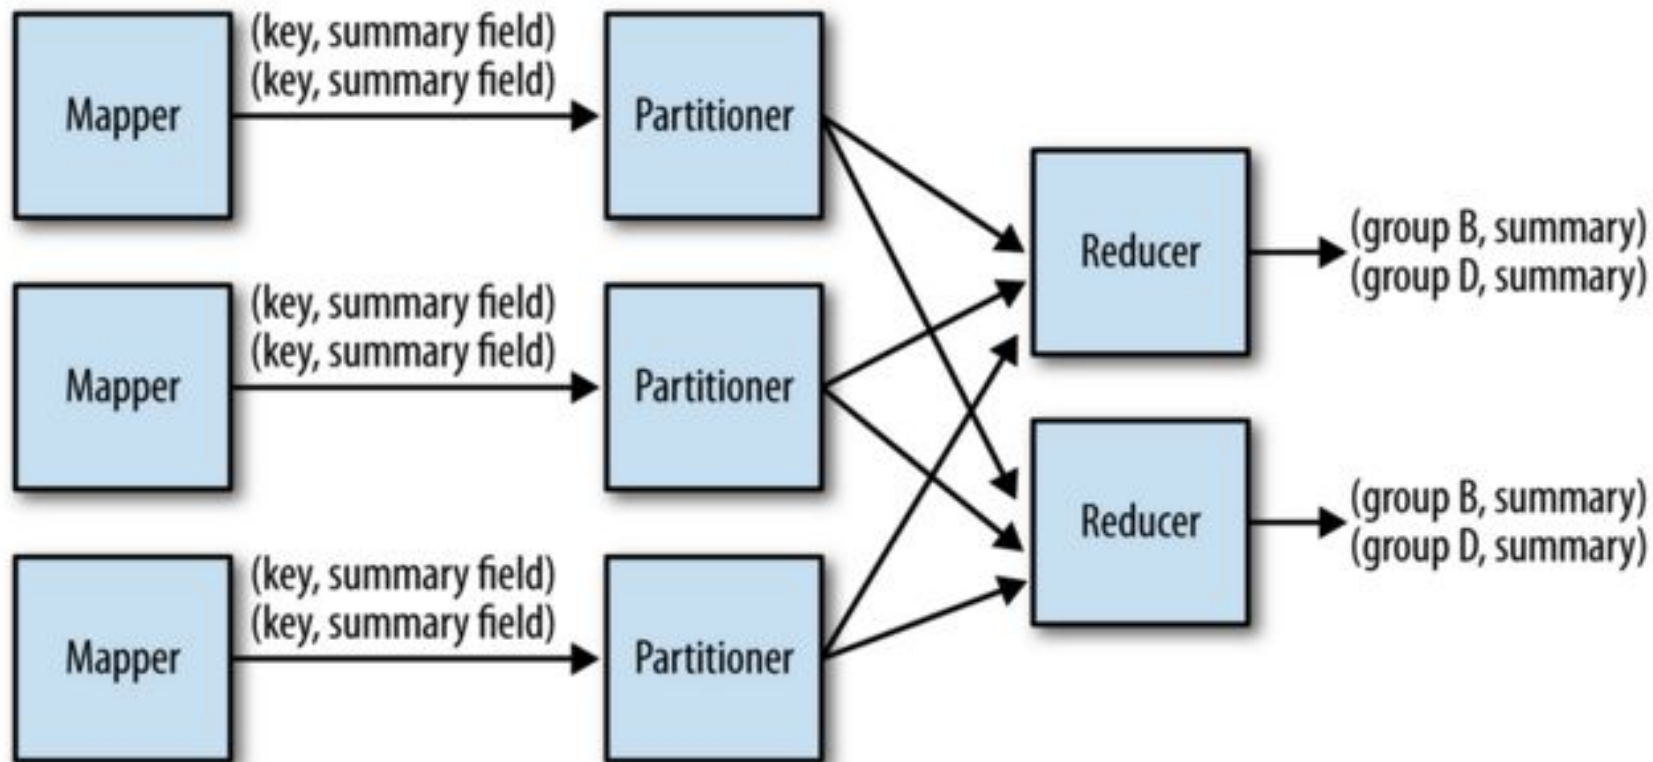 Mapper
(key, summary field)
(key, summary field)
Partitioner
Mapper
(key, summary field)
(key, summary field)
Partitioner
Mapper
(key, summary field)
(key, summary field)
Partitioner
Reducer
(group B, summary)
(group D, summary)
Reducer
(group B, summary)
(group D, summary)